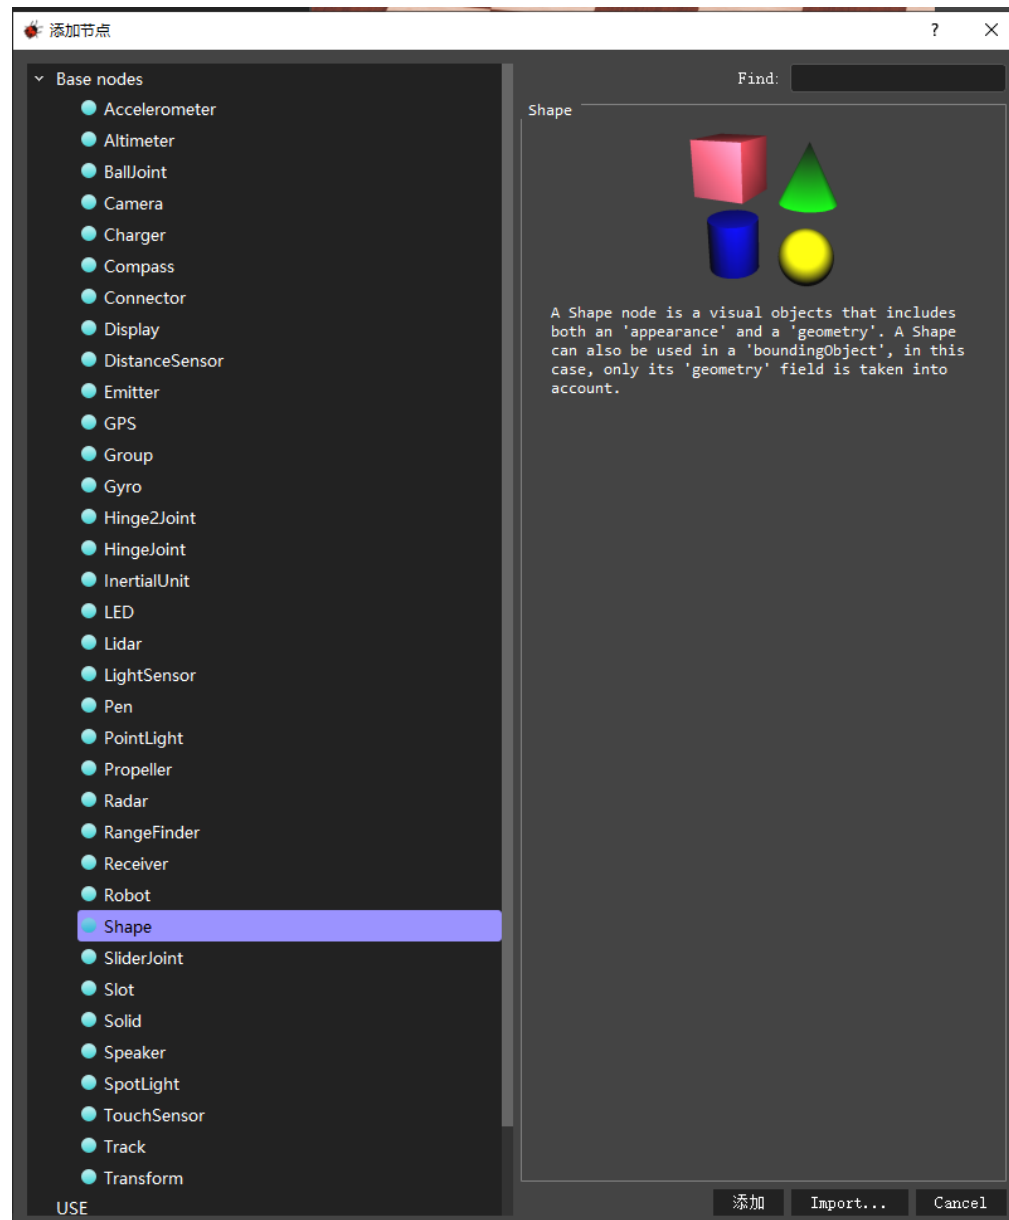 添加节点
?
Base nodes
Accelerometer
Altimeter
BallJoint
Camera
Charger
Compass
Connector
Display
DistanceSensor
Emitter
GPS
Group
Gyro
Hinge2Joint
HingeJoint
InertialUnit
LED
Lidar
LightSensor
Pen
PointLight
Propeller
Radar
RangeFinder
Receiver
Robot
Shape
SliderJoint
Slot
Solid
Speaker
SpotLight
TouchSensor
Track
Transform
USE
Find:
Shape
A Shape node is a visual objects that includes
both an 'appearance' and a 'geometry'. A Shape
can also be used in a 'boundingObject', in this
case, only its 'geometry' field is taken into
account.
添加
Import...
Cancel